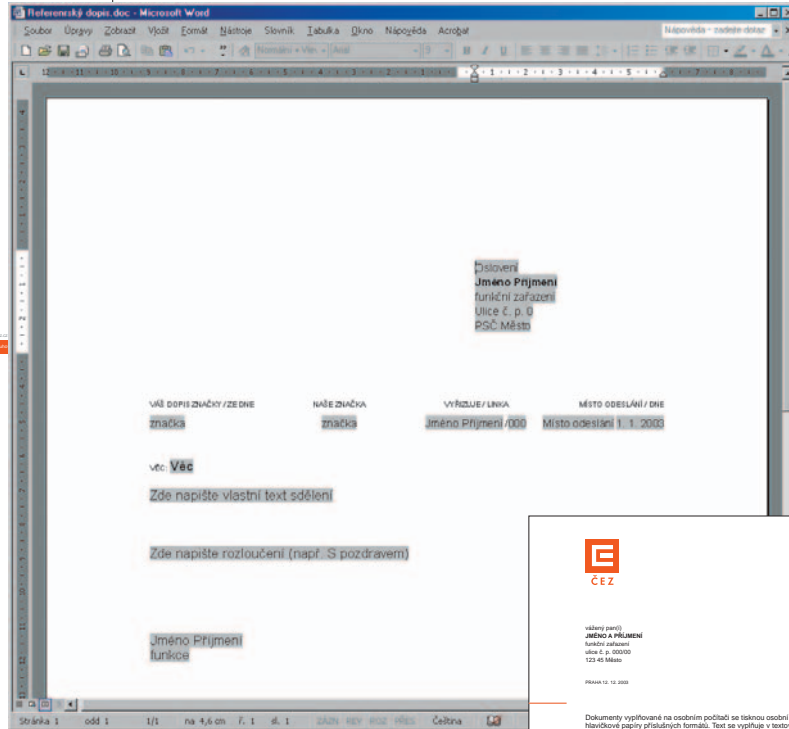 Referenzský dopis.doc - Microsoft Word
Soubor Úpravy Zobrazit Vložit Formát Nástroje Slovník Tabulka Okno Nápověda Acrobat
Nápověda - zadejte dotaz
Osloveni
Jméno Příjmení
funkční zařazení
Ulice č. p. 0
PSČ Město
VÁŠ DOPIS ZNAČKY / ZE DNE NAŠE ZNAČKA VYŘIZUJE / LINKA MÍSTO ODESLÁNÍ / DNE
značka značka Jméno Příjmení /000 Místo odeslání 1. 1. 2003
VĚC: Věc
Zde napište vlastní text sdělení
Zde napište rozloučení (např. S pozdravem)
Jméno Příjmení
funkce
Stránka 1 odd 1 1/1 na 4,6 cm Ř. 1 sl. 1 ZÁZN REV ROZ PŘES Čeština
ČEZ
vážený pan(í)
JMÉNO A PŘÍJMENÍ
funkční zařazení
ulice č. p. 000/00
123 45 Město
PRAHA 12. 12. 2003
Dokumenty vyplňované na osobním počítači se tisknou osobní
hlavičkové papíry příslušných formátů. Text se vyplňuje v textov